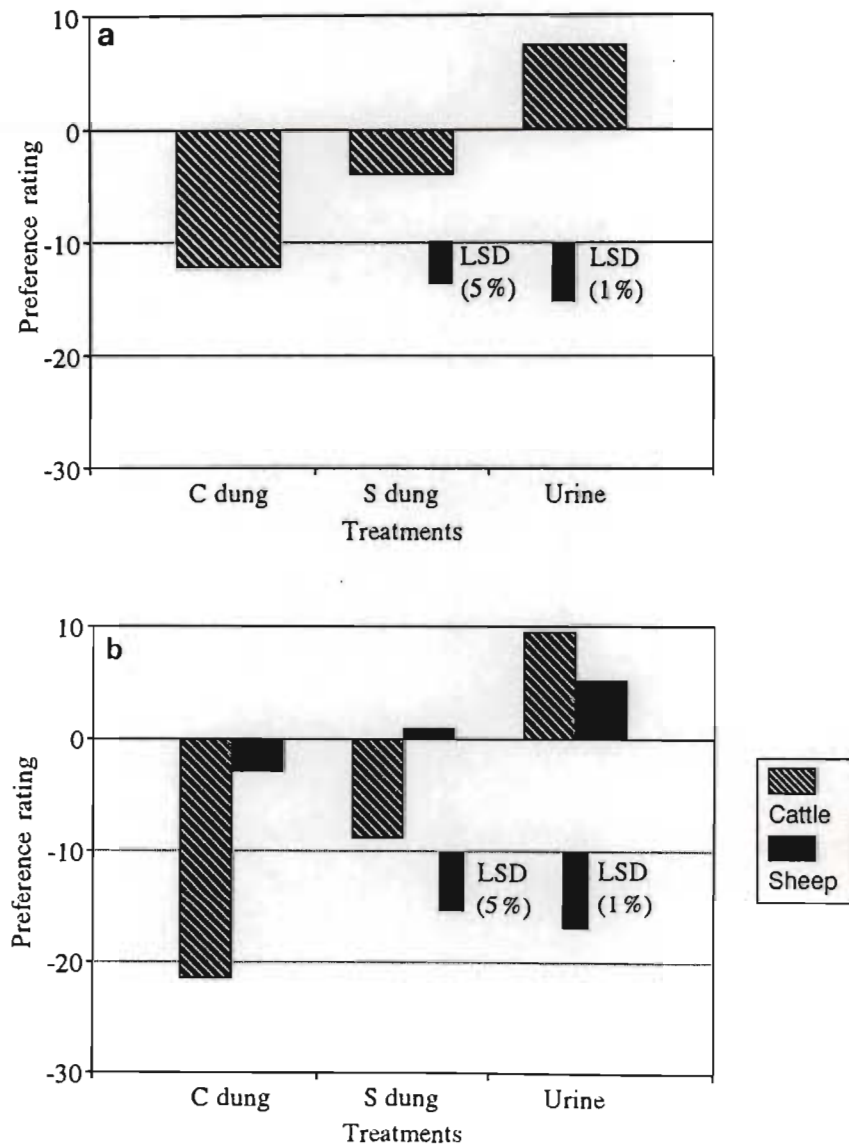 a
10
0
-10
-20
-30
Preference rating
LSD
(5%)
LSD
(1%)
C dung
S dung
Urine
Treatments
b
10
0
-10
-20
-30
Preference rating
LSD
(5%)
LSD
(1%)
C dung
S dung
Urine
Treatments
Cattle
Sheep